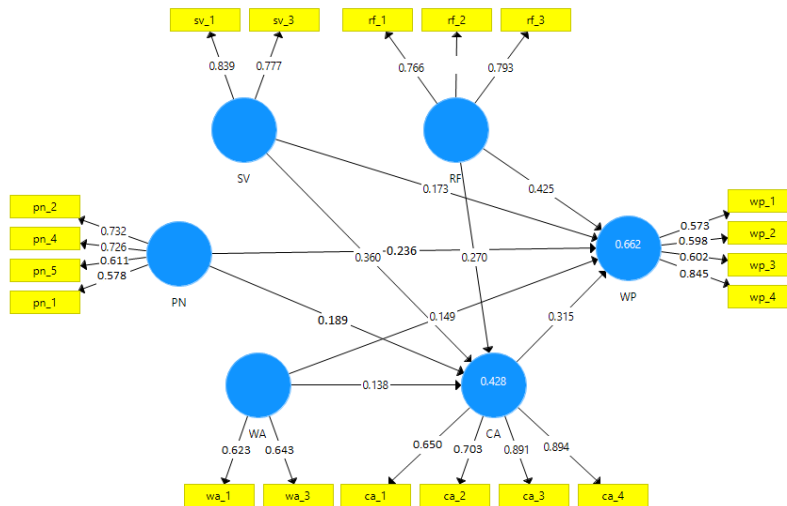 sv_1 sv_3 rf_1 rf_2 rf_3
0.839 0.777 0.766 0.793
SV RF
0.173 0.425
pn_2 0.732
pn_4 0.726
pn_5 0.611
pn_1 0.578
PN
0.360 -0.236 0.270
0.662
WP
0.573 wp_1
0.598 wp_2
0.602 wp_3
0.845 wp_4
0.189 0.149 0.315
0.138
0.428
WA CA
0.623 0.643 0.650 0.703 0.891 0.894
wa_1 wa_3 ca_1 ca_2 ca_3 ca_4